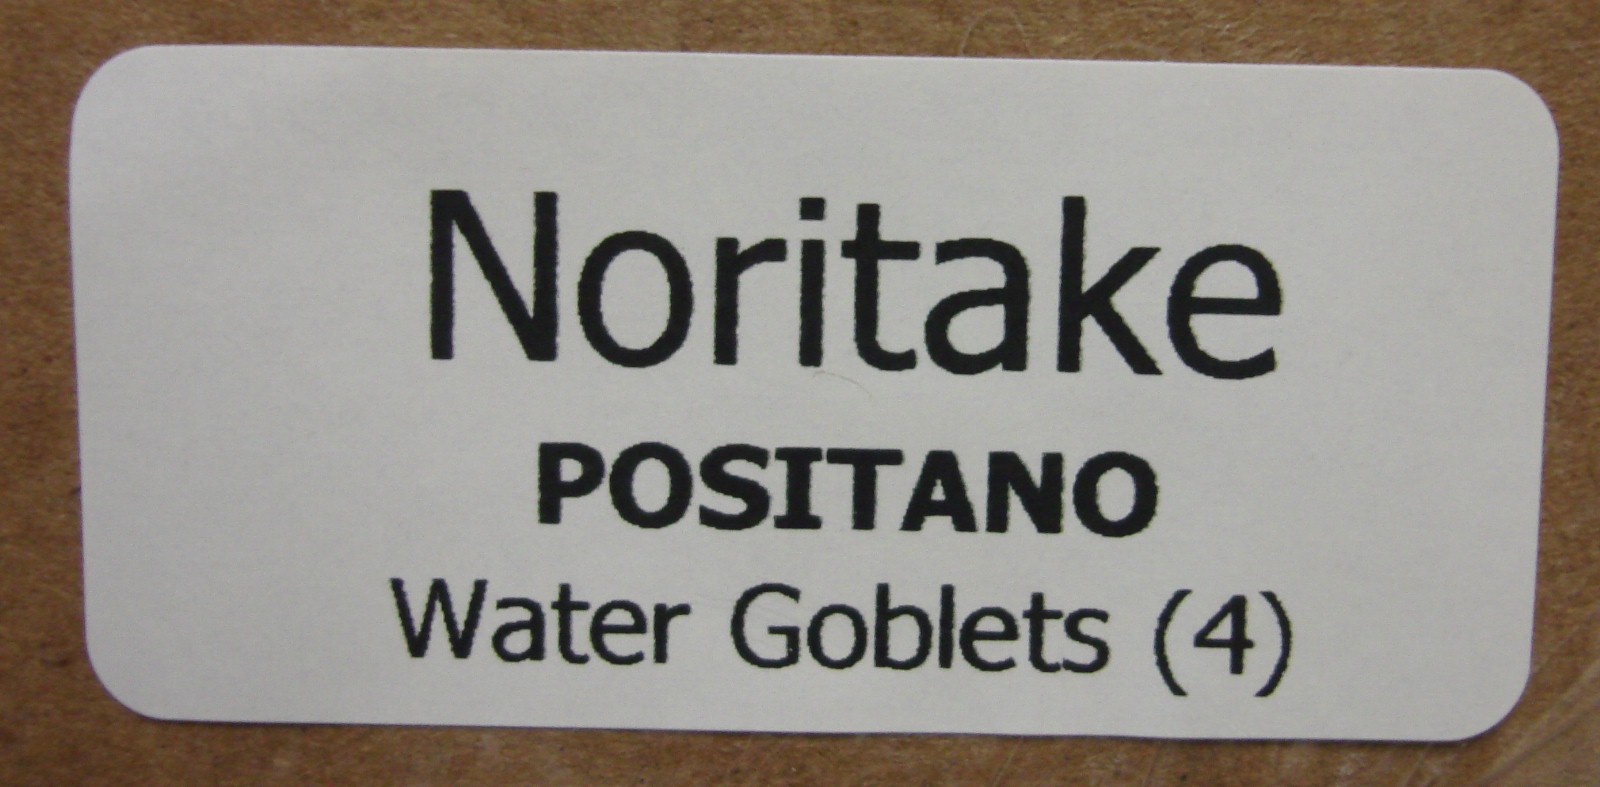 Noritake
POSITANO
Water Goblets (4)